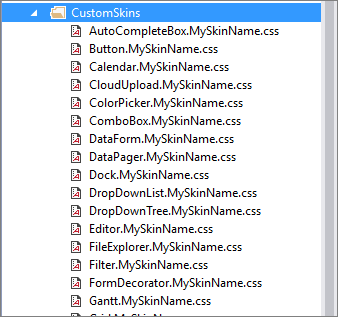 CustomSkins
AutoCompleteBox.MySkinName.css
Button.MySkinName.css
Calendar.MySkinName.css
CloudUpload.MySkinName.css
ColorPicker.MySkinName.css
ComboBox.MySkinName.css
DataForm.MySkinName.css
DataPager.MySkinName.css
Dock.MySkinName.css
DropDownList.MySkinName.css
DropDownTree.MySkinName.css
Editor.MySkinName.css
FileExplorer.MySkinName.css
Filter.MySkinName.css
FormDecorator.MySkinName.css
Gantt.MySkinName.css